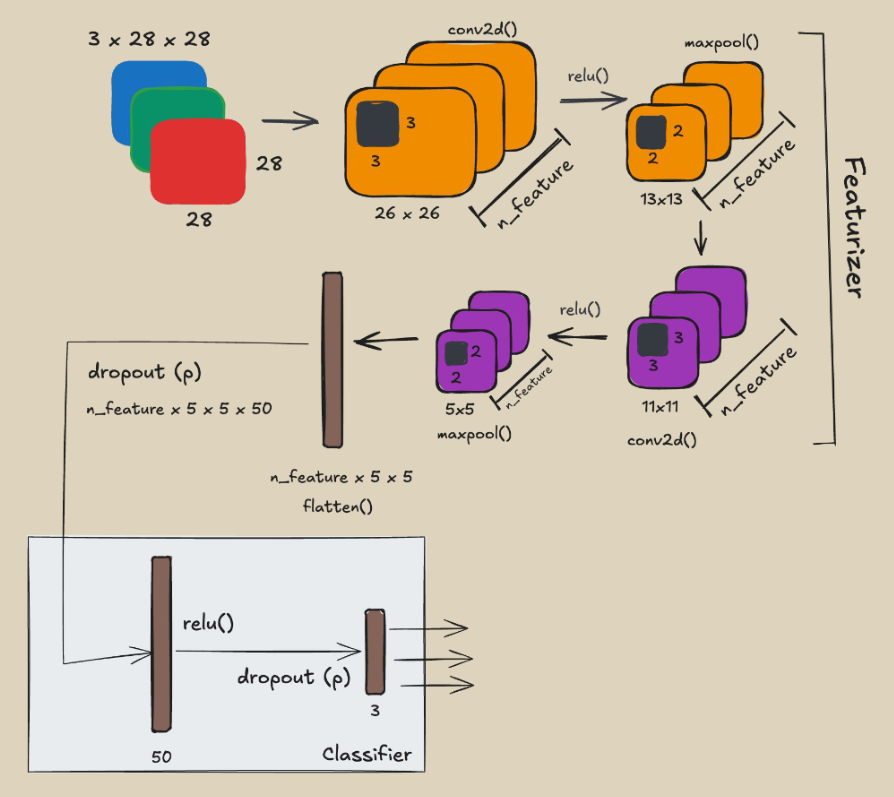 3 x 28 x 28
28
28
conv2d()
3
3
26 x 26
n_feature
relu()
maxpool()
2
2
13x13
n_feature
Featurizer
3
3
11x11
n_feature
conv2d()
relu()
2
2
5x5
n_feature
maxpool()
n_feature x 5 x 5
flatten()
dropout (p)
n_feature x 5 x 5 x 50
50
relu()
dropout (p)
3
Classifier